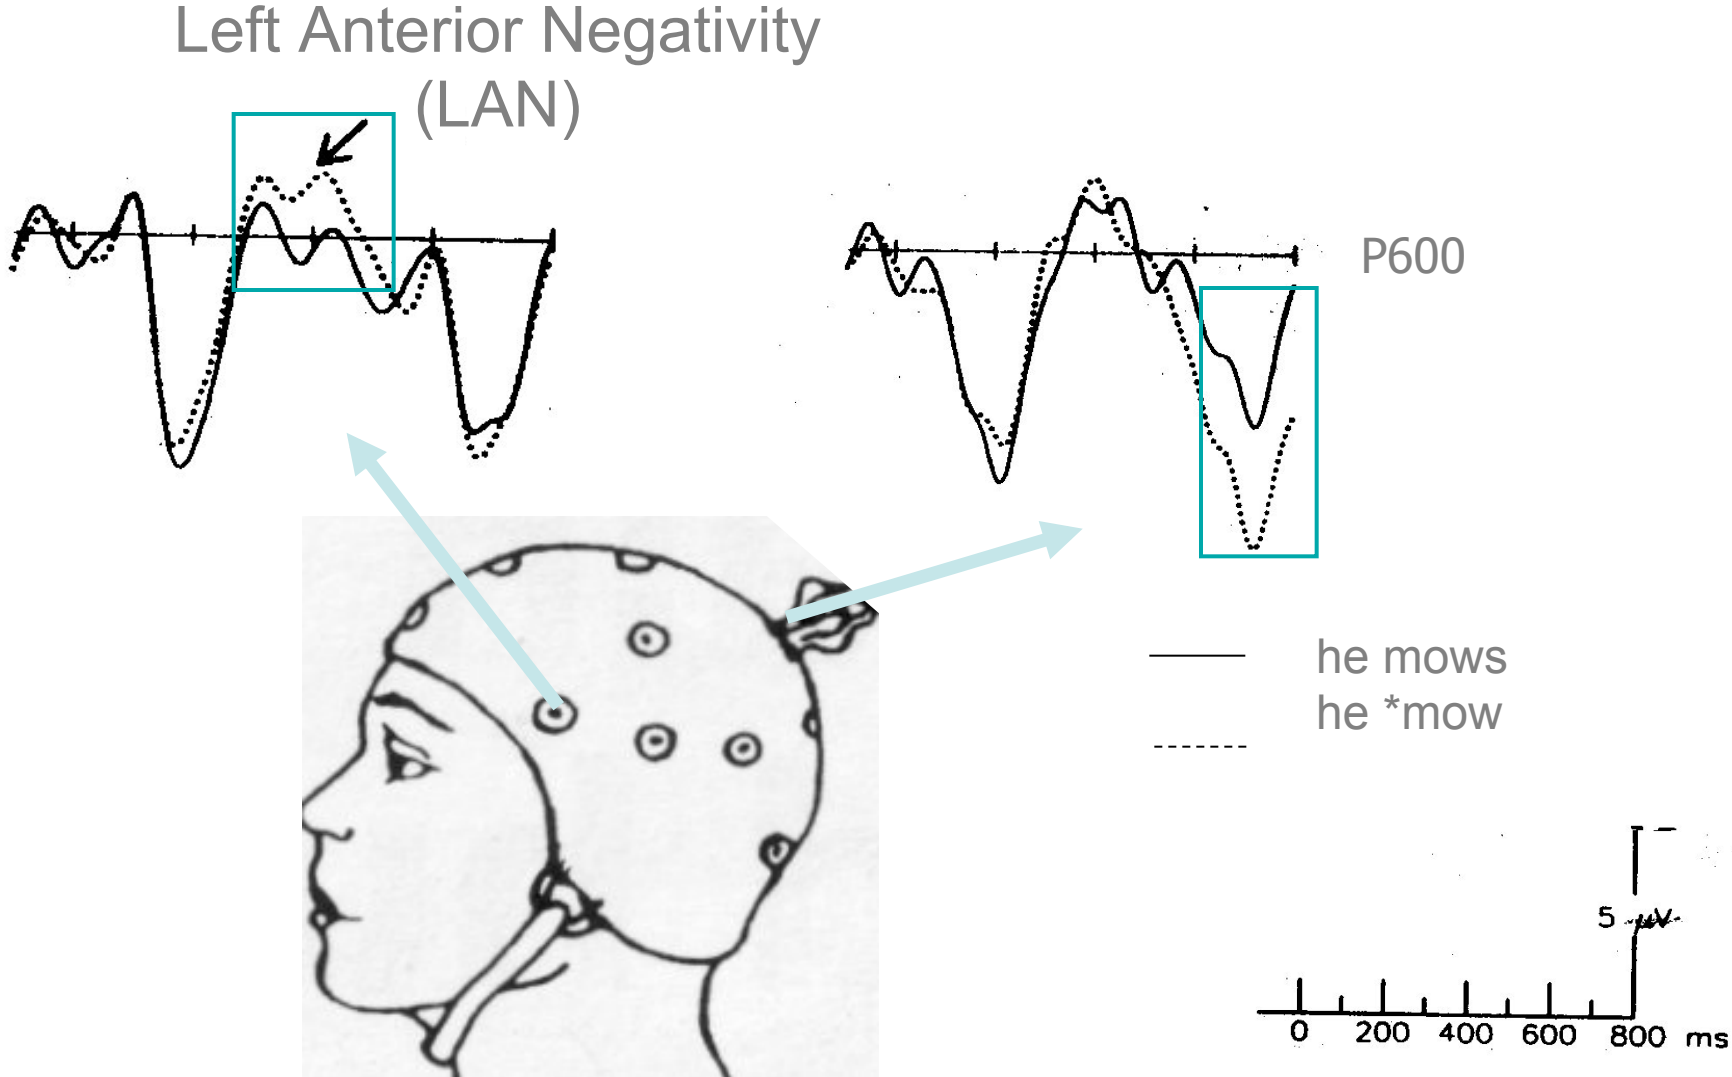 Left Anterior Negativity
(LAN)
P600
he mows
he *mow
5 µV
0 200 400 600 800 ms